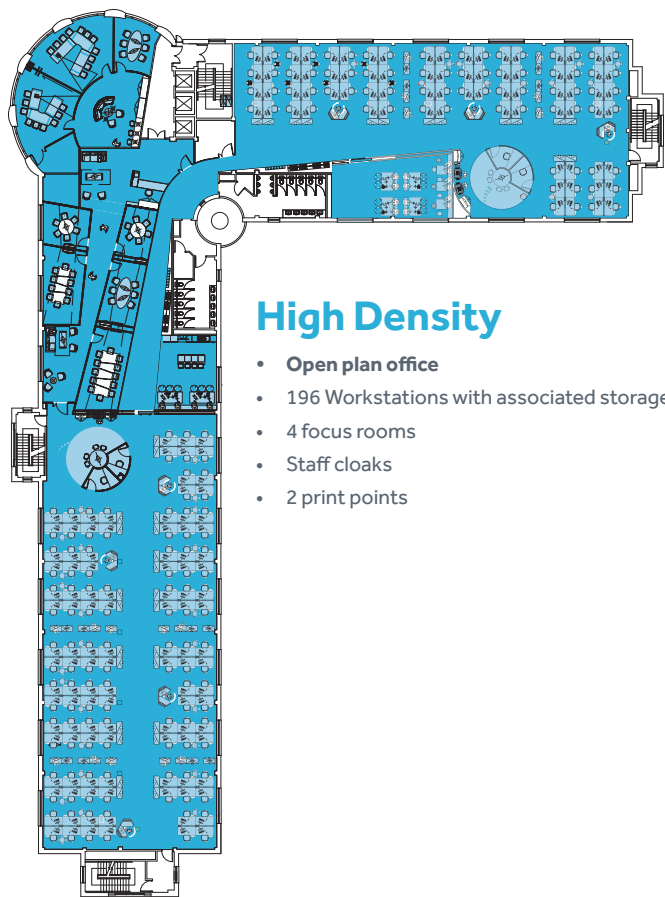 High Density
• Open plan office
• 196 Workstations with associated storage
• 4 focus rooms
• Staff cloaks
• 2 print points